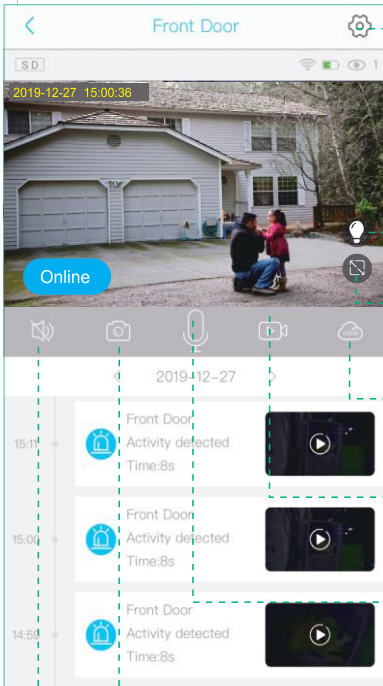 Front Door
SD
1
2019-12-27 15:00:36
Online
2019-12-27
15:11
Front Door
Activity detected
Time:8s
15:00
Front Door
Activity detected
Time:8s
14:59
Front Door
Activity detected
Time:8s